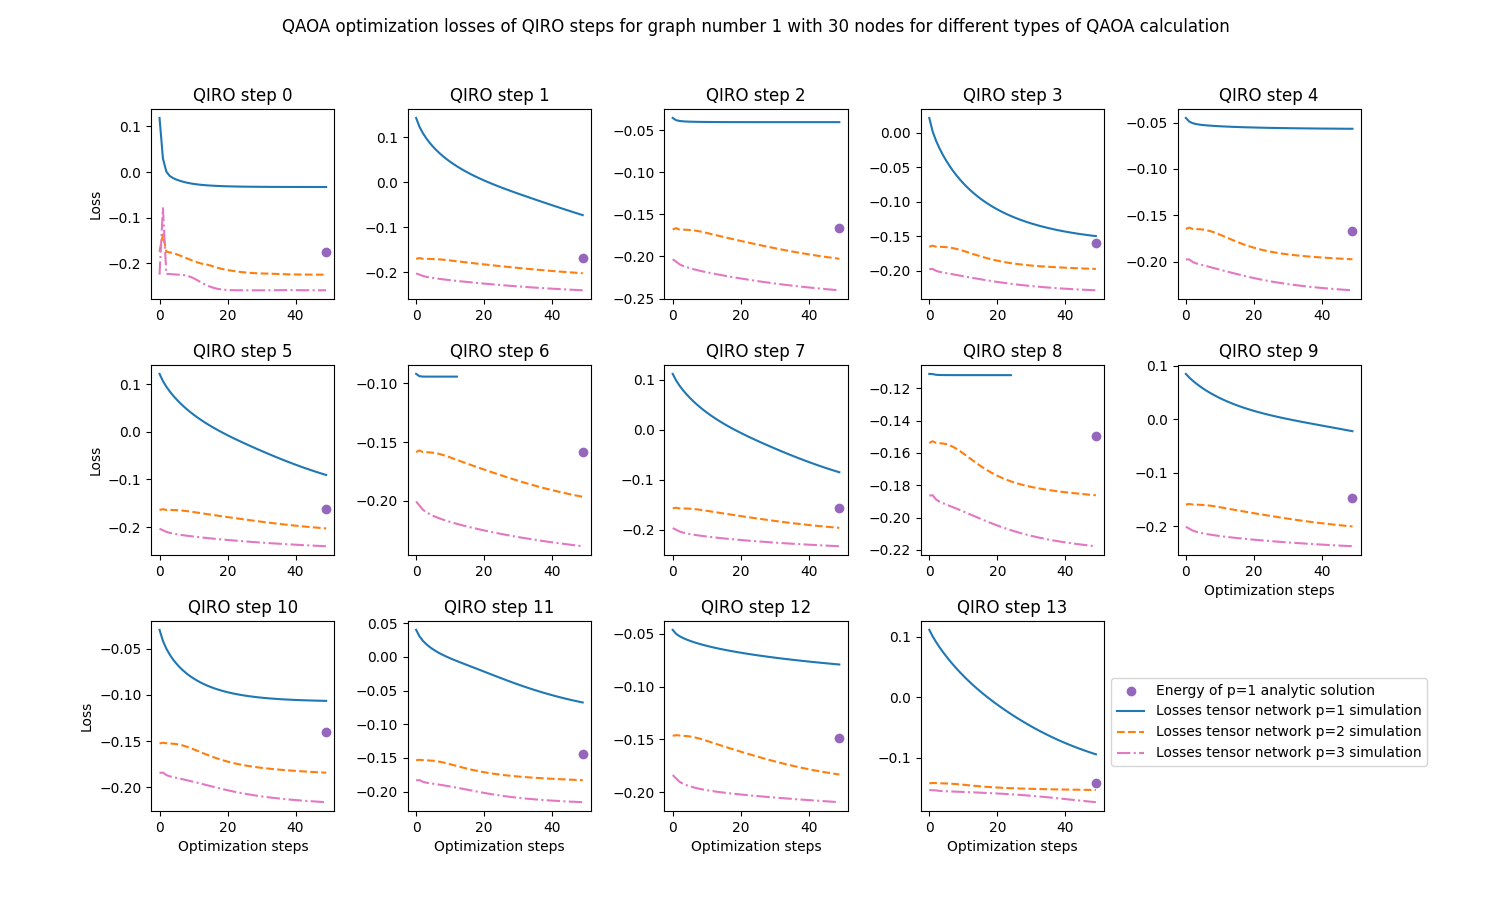 QAOA optimization losses of QIRO steps for graph number 1 with 30 nodes for different types of QAOA calculation
QIRO step 0
0.1
0.0
−0.1
−0.2
Loss
0 20 40
QIRO step 1
0.1
0.0
−0.1
−0.2
0 20 40
QIRO step 2
−0.05
−0.10
−0.15
−0.20
−0.25
0 20 40
QIRO step 3
0.00
−0.05
−0.10
−0.15
−0.20
0 20 40
QIRO step 4
−0.05
−0.10
−0.15
−0.20
0 20 40
QIRO step 5
0.1
0.0
−0.1
−0.2
Loss
0 20 40
QIRO step 6
−0.10
−0.15
−0.20
0 20 40
QIRO step 7
0.1
0.0
−0.1
−0.2
0 20 40
QIRO step 8
−0.12
−0.14
−0.16
−0.18
−0.20
−0.22
0 20 40
QIRO step 9
0.1
0.0
−0.1
−0.2
0 20 40
Optimization steps
QIRO step 10
−0.05
−0.10
−0.15
−0.20
Loss
0 20 40
Optimization steps
QIRO step 11
0.05
0.00
−0.05
−0.10
−0.15
−0.20
0 20 40
Optimization steps
QIRO step 12
−0.05
−0.10
−0.15
−0.20
0 20 40
Optimization steps
QIRO step 13
0.1
0.0
−0.1
0 20 40
Optimization steps
Energy of p=1 analytic solution
Losses tensor network p=1 simulation
Losses tensor network p=2 simulation
Losses tensor network p=3 simulation